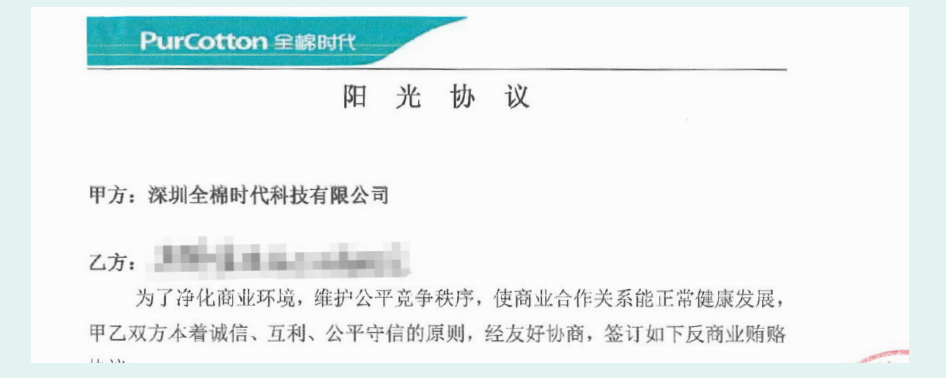 PurCotton 全棉时代
阳光协议
甲方：深圳全棉时代科技有限公司
乙方：
为了净化商业环境，维护公平竞争秩序，使商业合作关系能正常健康发展，
甲乙双方本着诚信、互利、公平守信的原则，经友好协商，签订如下反商业贿赂